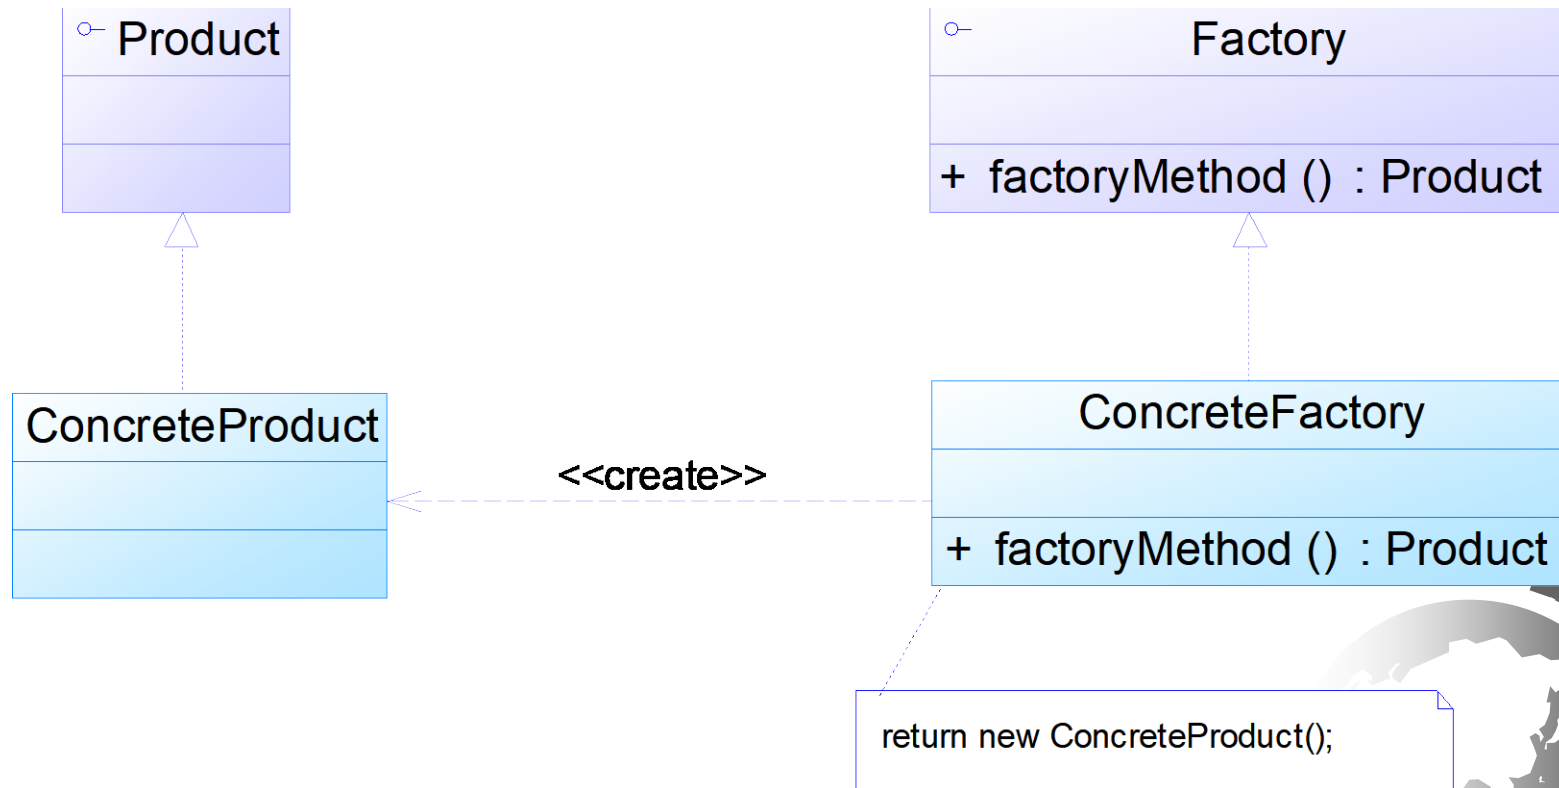 Product
Factory
+ factoryMethod () : Product
ConcreteProduct
ConcreteFactory
<<create>>
+ factoryMethod () : Product
return new ConcreteProduct();